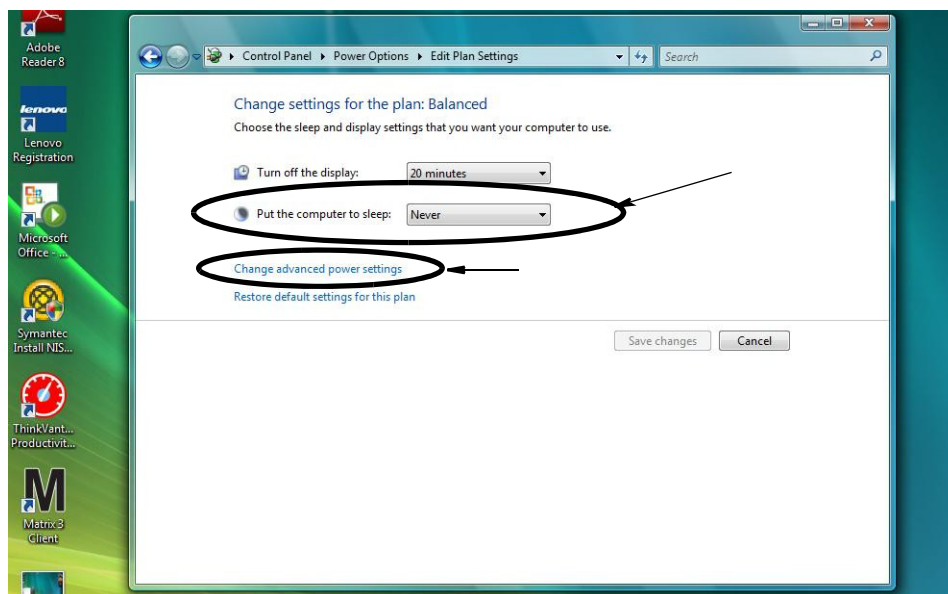 Adobe
Reader 8
lenovo
Lenovo
Registration
Microsoft
Office - ...
Symantec
Install NIS...
ThinkVant...
Productivit...
M
Matrix 3
Client
Control Panel
Power Options
Edit Plan Settings
Search
Change settings for the plan: Balanced
Choose the sleep and display settings that you want your computer to use.
Turn off the display:
20 minutes
Put the computer to sleep:
Never
Change advanced power settings
Restore default settings for this plan
Save changes
Cancel